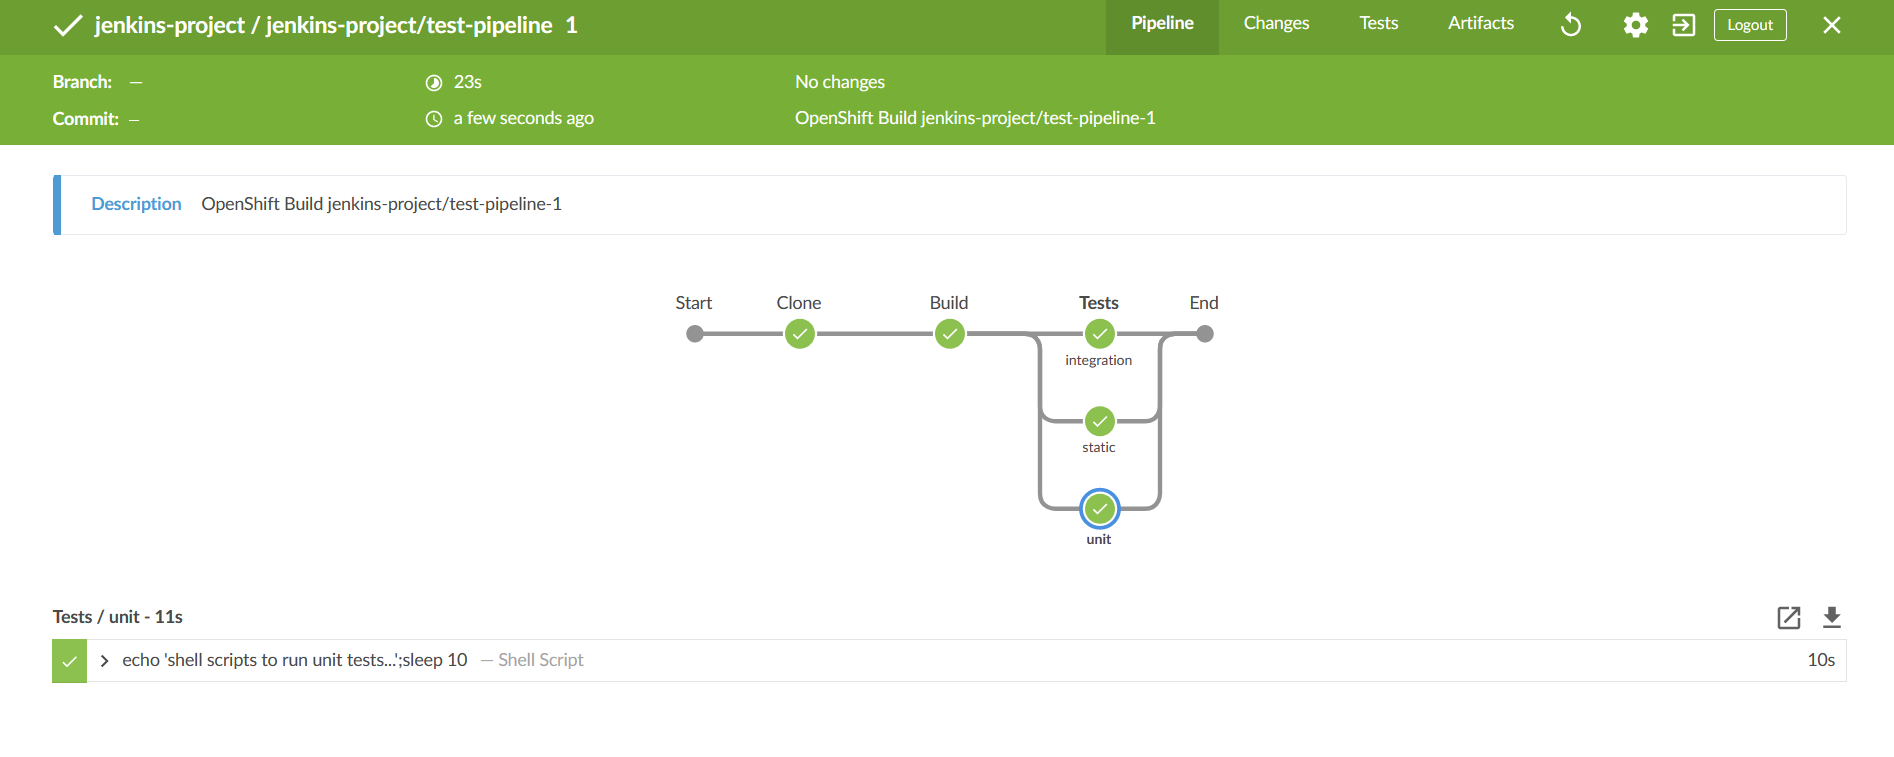 jenkins-project / jenkins-project/test-pipeline 1
Pipeline Changes Tests Artifacts Logout
Branch: — 23s No changes
Commit: — a few seconds ago OpenShift Build jenkins-project/test-pipeline-1
Description OpenShift Build jenkins-project/test-pipeline-1
Start Clone Build Tests End
integration
static
unit
Tests / unit - 11s
echo 'shell scripts to run unit tests...';sleep 10 — Shell Script 10s